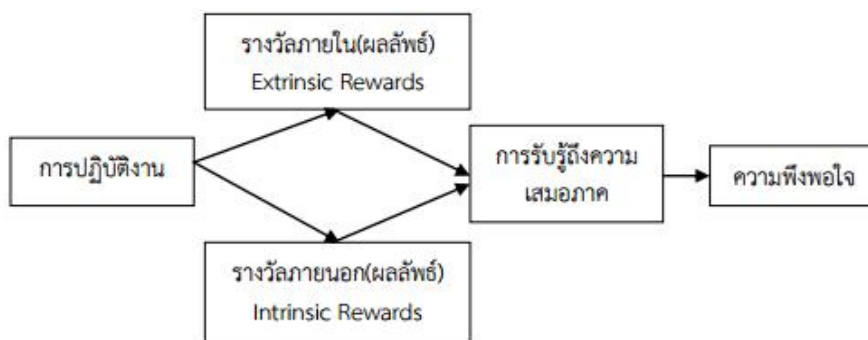 รางวัลภายใน(ผลลัพธ์)
Extrinsic Rewards
การปฏิบัติงาน
การรับรู้ถึงความ
เสมอภาค
ความพึงพอใจ
รางวัลภายนอก(ผลลัพธ์)
Intrinsic Rewards